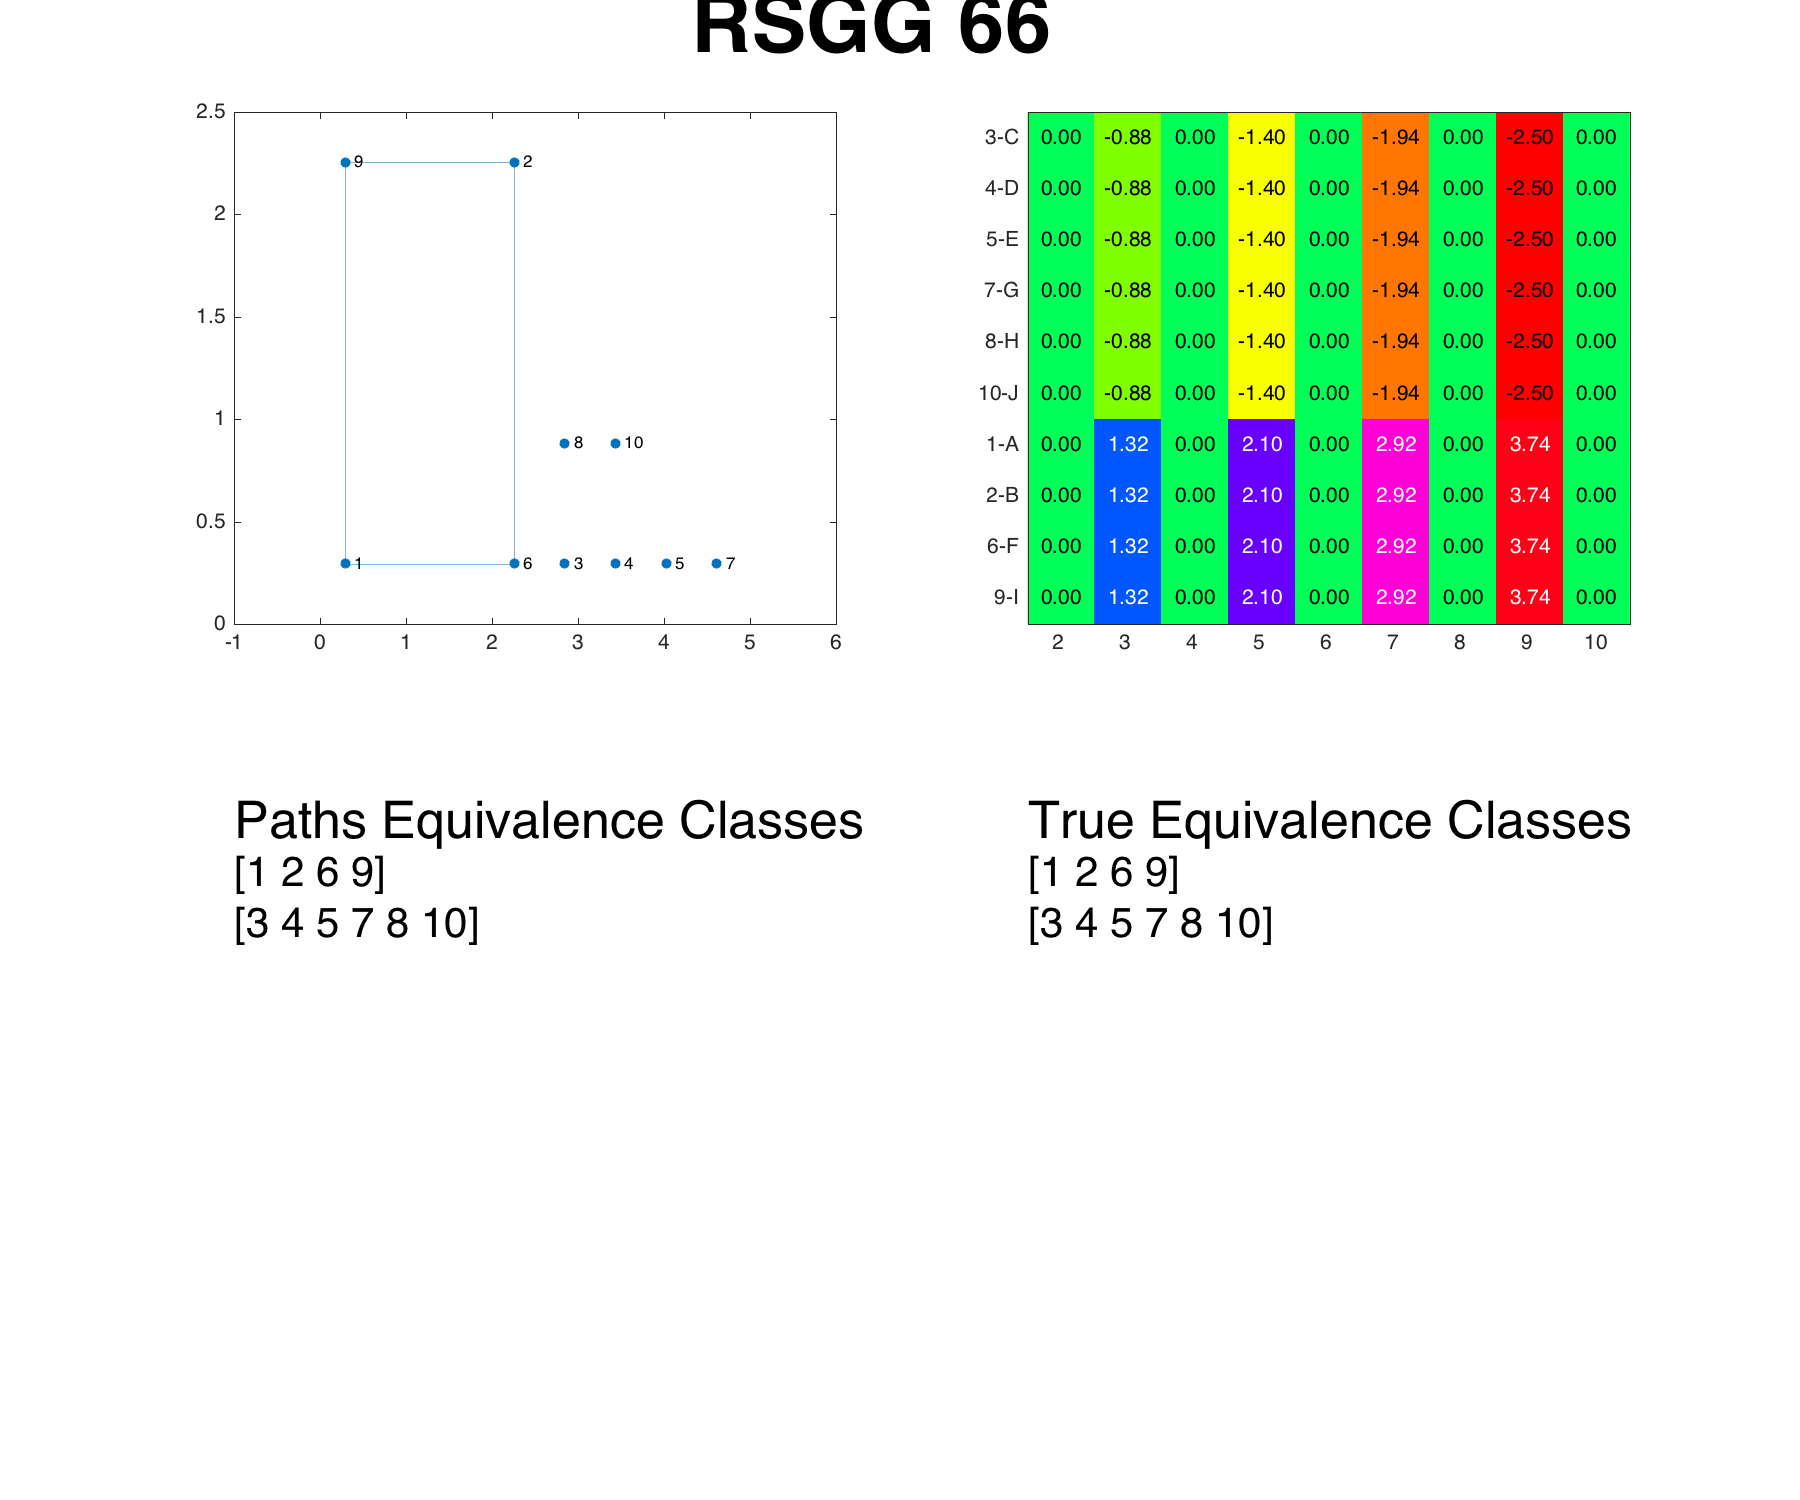 RSGG 66
2.5
2
1.5
1
0.5
0
-1 0 1 2 3 4 5 6
9 2
8 10
1 6 3 4 5 7
3-C 0.00 -0.88 0.00 -1.40 0.00 -1.94 0.00 -2.50 0.00
4-D 0.00 -0.88 0.00 -1.40 0.00 -1.94 0.00 -2.50 0.00
5-E 0.00 -0.88 0.00 -1.40 0.00 -1.94 0.00 -2.50 0.00
7-G 0.00 -0.88 0.00 -1.40 0.00 -1.94 0.00 -2.50 0.00
8-H 0.00 -0.88 0.00 -1.40 0.00 -1.94 0.00 -2.50 0.00
10-J 0.00 -0.88 0.00 -1.40 0.00 -1.94 0.00 -2.50 0.00
1-A 0.00 1.32 0.00 2.10 0.00 2.92 0.00 3.74 0.00
2-B 0.00 1.32 0.00 2.10 0.00 2.92 0.00 3.74 0.00
6-F 0.00 1.32 0.00 2.10 0.00 2.92 0.00 3.74 0.00
9-I 0.00 1.32 0.00 2.10 0.00 2.92 0.00 3.74 0.00
2 3 4 5 6 7 8 9 10
Paths Equivalence Classes
[1 2 6 9]
[3 4 5 7 8 10]
True Equivalence Classes
[1 2 6 9]
[3 4 5 7 8 10]